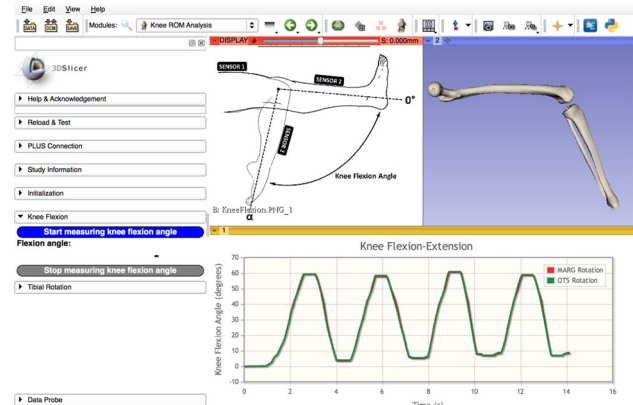 File Edit View Help
DATA DCM SAVE Modules: Knee ROM Analysis
DISPLAY S: 0.000mm 2
3DSlicer
Help & Acknowledgement
Reload & Test
PLUS Connection
Study Information
Initialization
Knee Flexion
Start measuring knee flexion angle
Flexion angle:
-
Stop measuring knee flexion angle
Tibial Rotation
Data Probe
SENSOR 1
SENSOR 2
0°
SENSOR 2
Knee Flexion Angle
B: KneeFlexion.PNG_1
α
1
Knee Flexion-Extension
Knee Flexion Angle (degrees)
70
60
50
40
30
20
10
0
-10
MARG Rotation
OTS Rotation
0 2 4 6 8 10 12 14 16
Time (s)